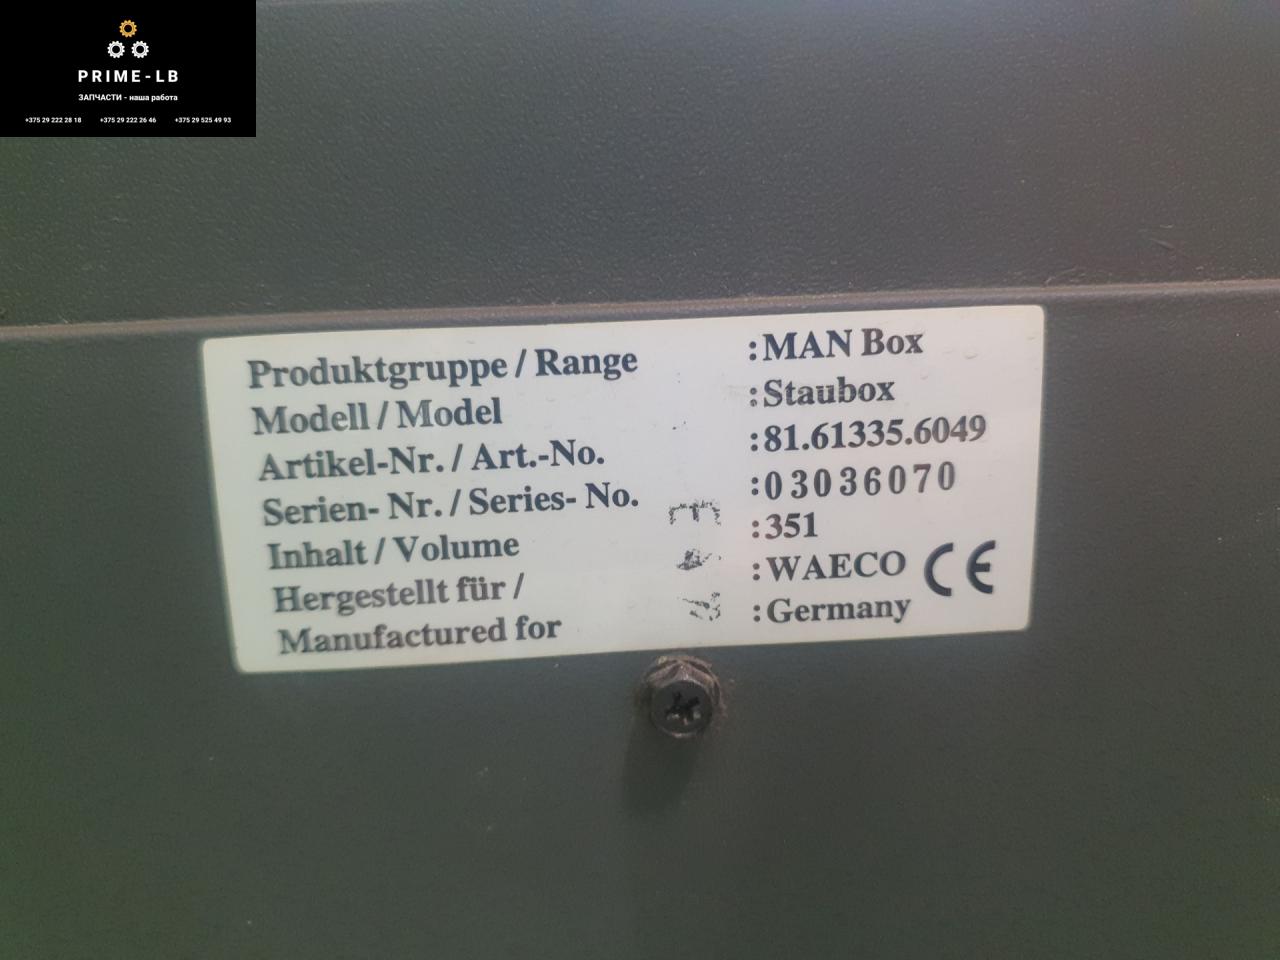 PRIME-LB
ЗАПЧАСТИ - наша работа
+375 29 222 28 18 +375 29 222 26 46 +375 29 525 49 93
Produktgruppe / Range :MAN Box
Modell / Model :Staubox
Artikel-Nr. / Art.-No. :81.61335.6049
Serien- Nr. / Series- No. :03036070
Inhalt / Volume :351
Hergestellt für / :WAECO CE
Manufactured for :Germany